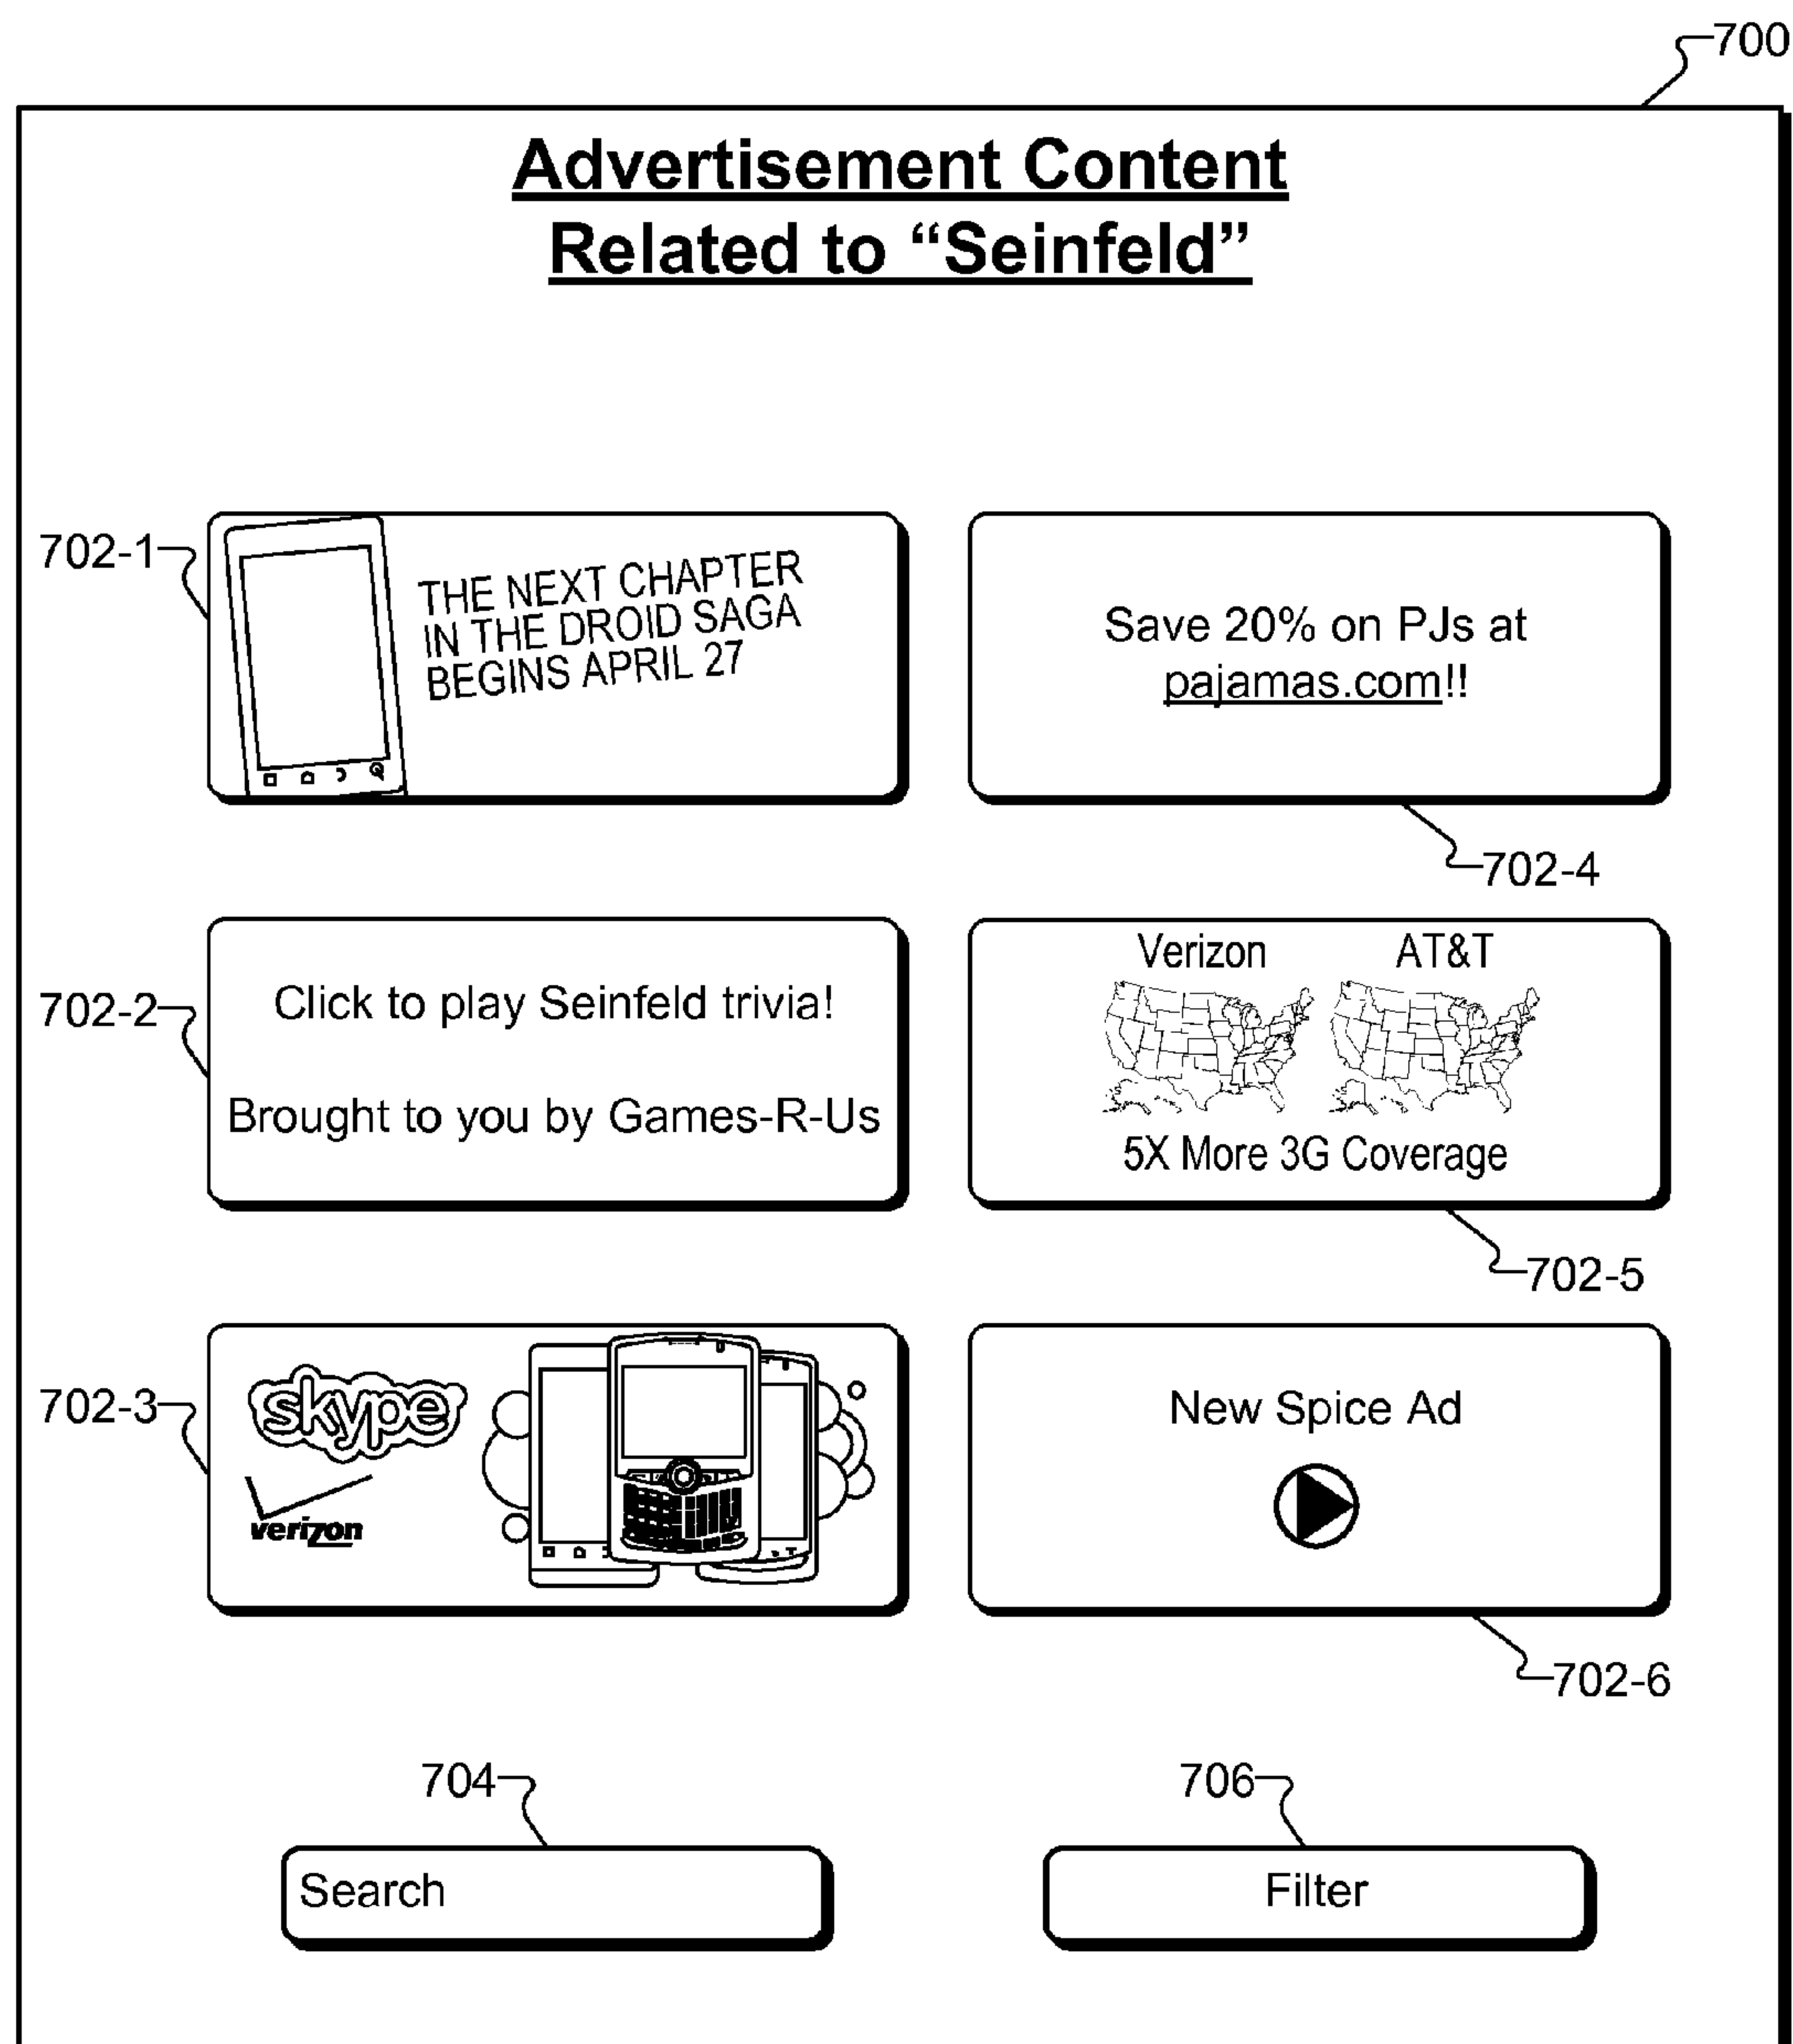 700
Advertisement Content
Related to “Seinfeld”
702-1
THE NEXT CHAPTER
IN THE DROID SAGA
BEGINS APRIL 27
Save 20% on PJs at
pajamas.com!!
702-4
702-2
Click to play Seinfeld trivia!
Brought to you by Games-R-Us
Verizon
AT&T
5X More 3G Coverage
702-5
702-3
skype
verizon
New Spice Ad
702-6
704
706
Search
Filter